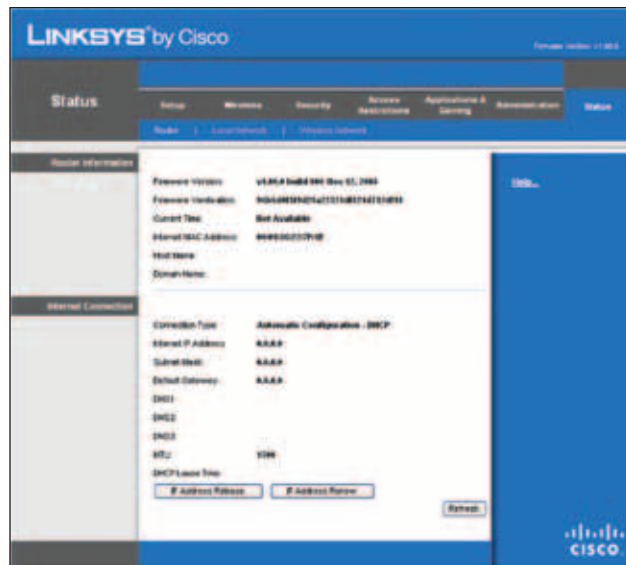 LINKSYS® by Cisco
Firmware Version:
Status
Setup Wireless Security Access Restrictions Applications & Gaming Administration Status
Router | Local Network | Wireless Network
Router Information
Firmware Version:
Firmware Verification:
Current Time: Not Available
Internet MAC Address:
Host Name:
Domain Name:
Help...
Internet Connection
Connection Type: Automatic Configuration - DHCP
Internet IP Address: 0.0.0.0
Subnet Mask: 0.0.0.0
Default Gateway: 0.0.0.0
DNS1
DNS2
DNS3
MTU: 1500
DHCP Lease Time:
IP Address Release IP Address Renew
Refresh
CISCO